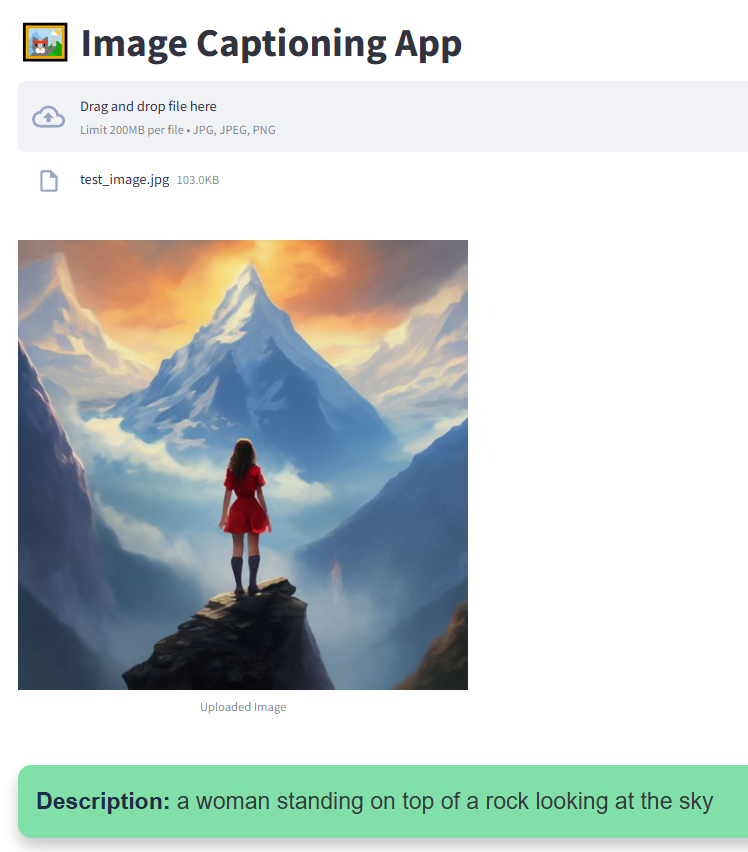 Image Captioning App
Drag and drop file here
Limit 200MB per file • JPG, JPEG, PNG
test_image.jpg 103.0KB
Uploaded Image
Description: a woman standing on top of a rock looking at the sky